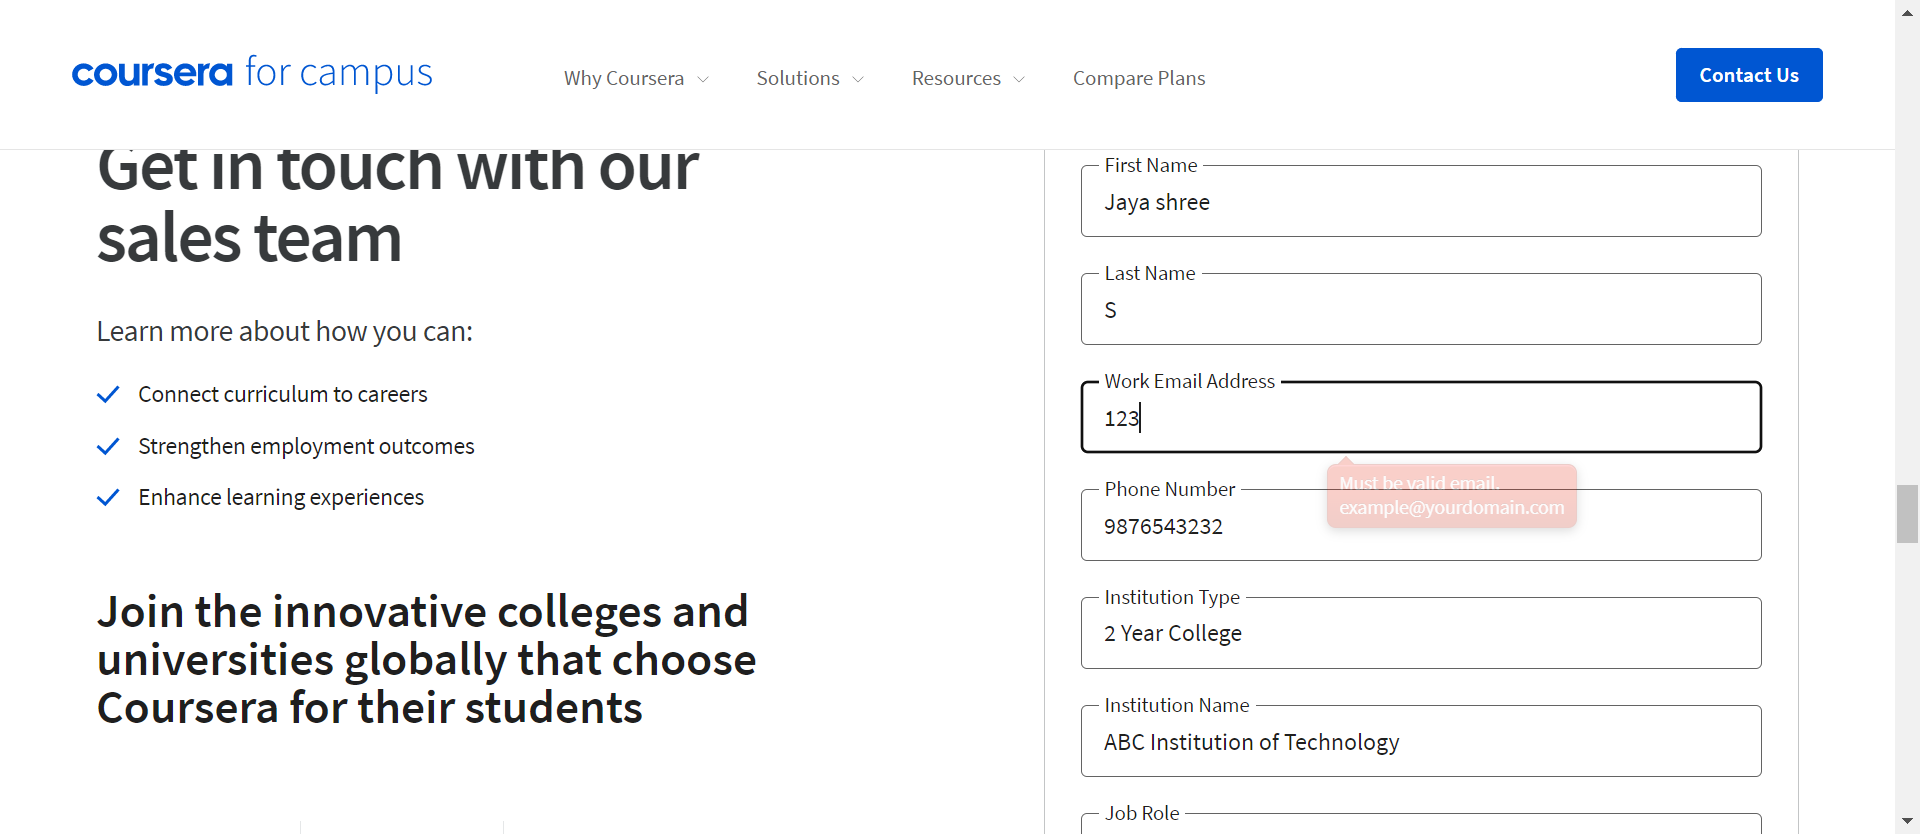 coursera for campus
Why Coursera
Solutions
Resources
Compare Plans
Contact Us
Get in touch with our
sales team
Learn more about how you can:
Connect curriculum to careers
Strengthen employment outcomes
Enhance learning experiences
Join the innovative colleges and
universities globally that choose
Coursera for their students
First Name
Jaya shree
Last Name
S
Work Email Address
123
Must be valid email.
example@yourdomain.com
Phone Number
9876543232
Institution Type
2 Year College
Institution Name
ABC Institution of Technology
Job Role